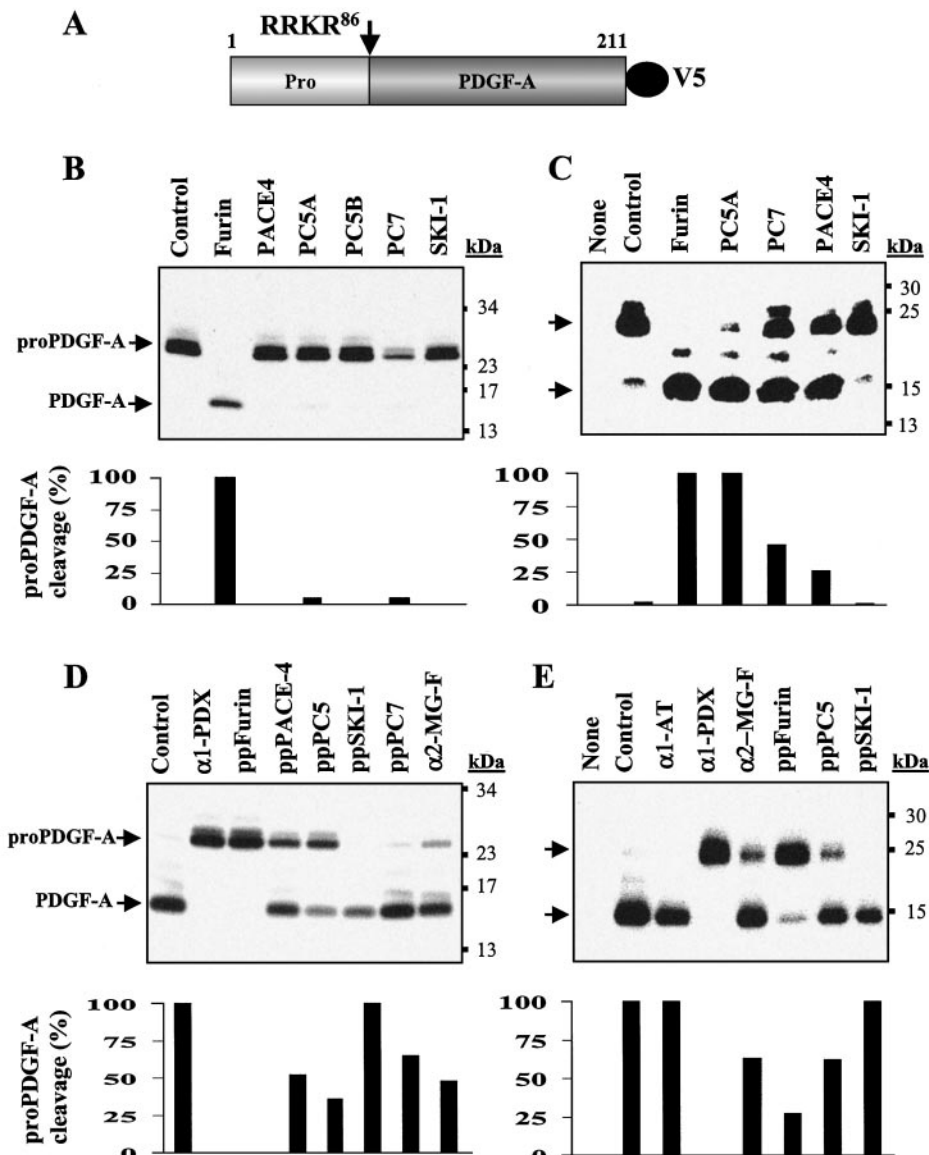 A
RRKR86
1
211
Pro
PDGF-A
V5
B
Control
Furin
PACE4
PC5A
PC5B
PC7
SKI-1
kDa
proPDGF-A
PDGF-A
34
23
17
13
proPDGF-A
cleavage (%)
100
75
50
25
0
C
None
Control
Furin
PC5A
PC7
PACE4
SKI-1
kDa
30
25
15
13
100
75
50
25
0
D
Control
α1-PDX
ppFurin
ppPACE-4
ppPC5
ppSKI-1
ppPC7
α2-MG-F
kDa
proPDGF-A
PDGF-A
34
23
17
13
proPDGF-A
cleavage (%)
100
75
50
25
0
E
None
Control
α1-AT
α1-PDX
α2–MG-F
ppFurin
ppPC5
ppSKI-1
kDa
30
25
15
100
75
50
25
0